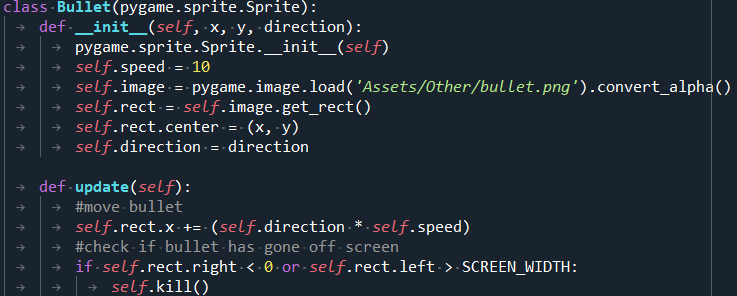 class Bullet(pygame.sprite.Sprite):
    def __init__(self, x, y, direction):
        pygame.sprite.Sprite.__init__(self)
        self.speed = 10
        self.image = pygame.image.load('Assets/Other/bullet.png').convert_alpha()
        self.rect = self.image.get_rect()
        self.rect.center = (x, y)
        self.direction = direction

    def update(self):
        #move bullet
        self.rect.x += (self.direction * self.speed)
        #check if bullet has gone off screen
        if self.rect.right < 0 or self.rect.left > SCREEN_WIDTH:
            self.kill()